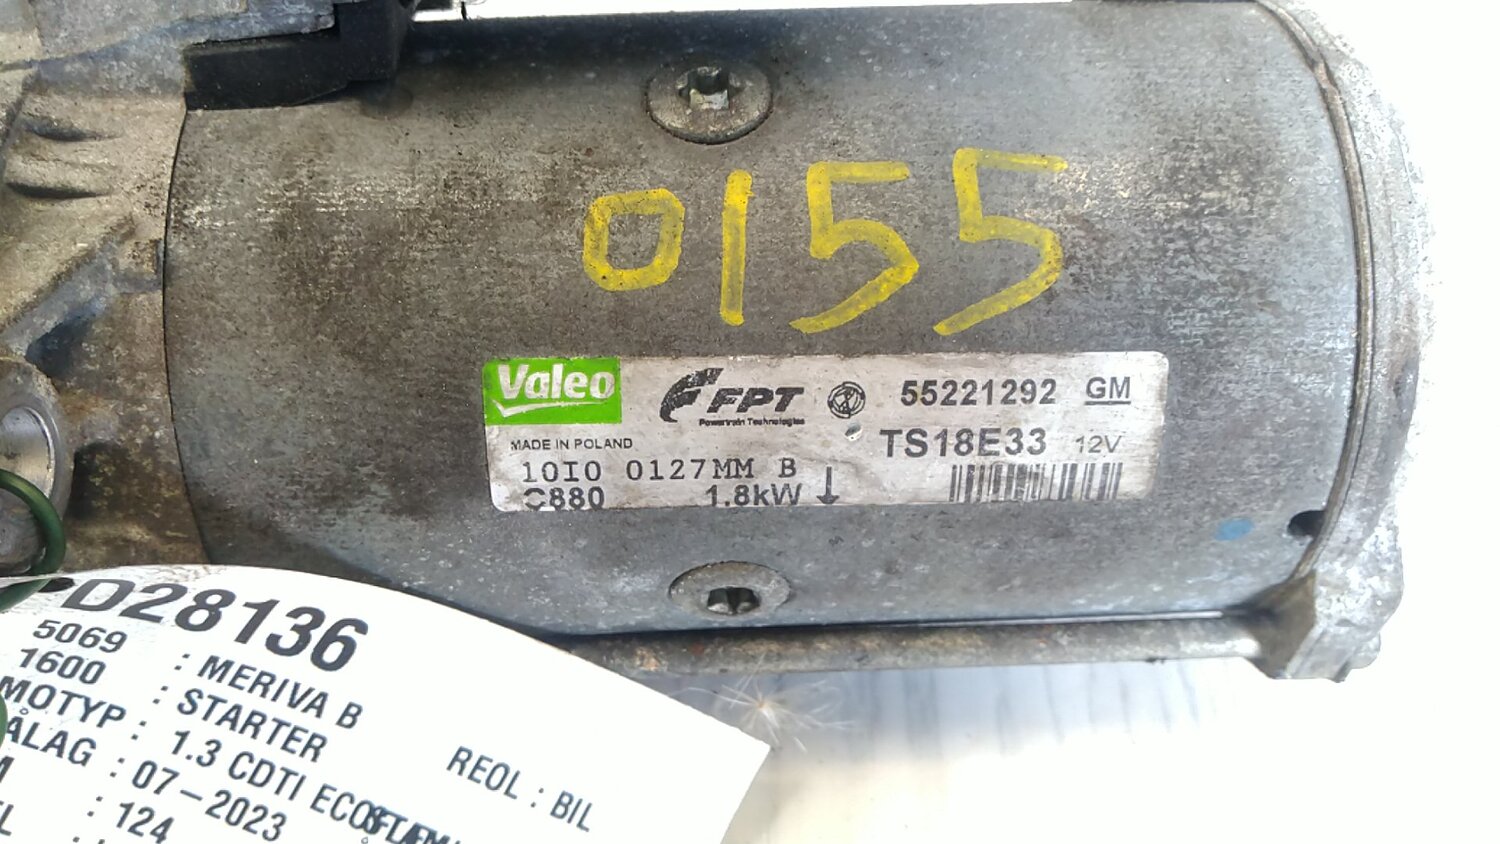 0155
Valeo
FPT
Powertrain Technologies
55221292 GM
MADE IN POLAND
TS18E33 12V
10I0 0127MM B
C880 1.8kW ↓
D28136
5069 : MERIVA B
1600 : STARTER
MOTYP : 1.3 CDTI
REOL : BIL
ÅLAG : 07-2023
: 124